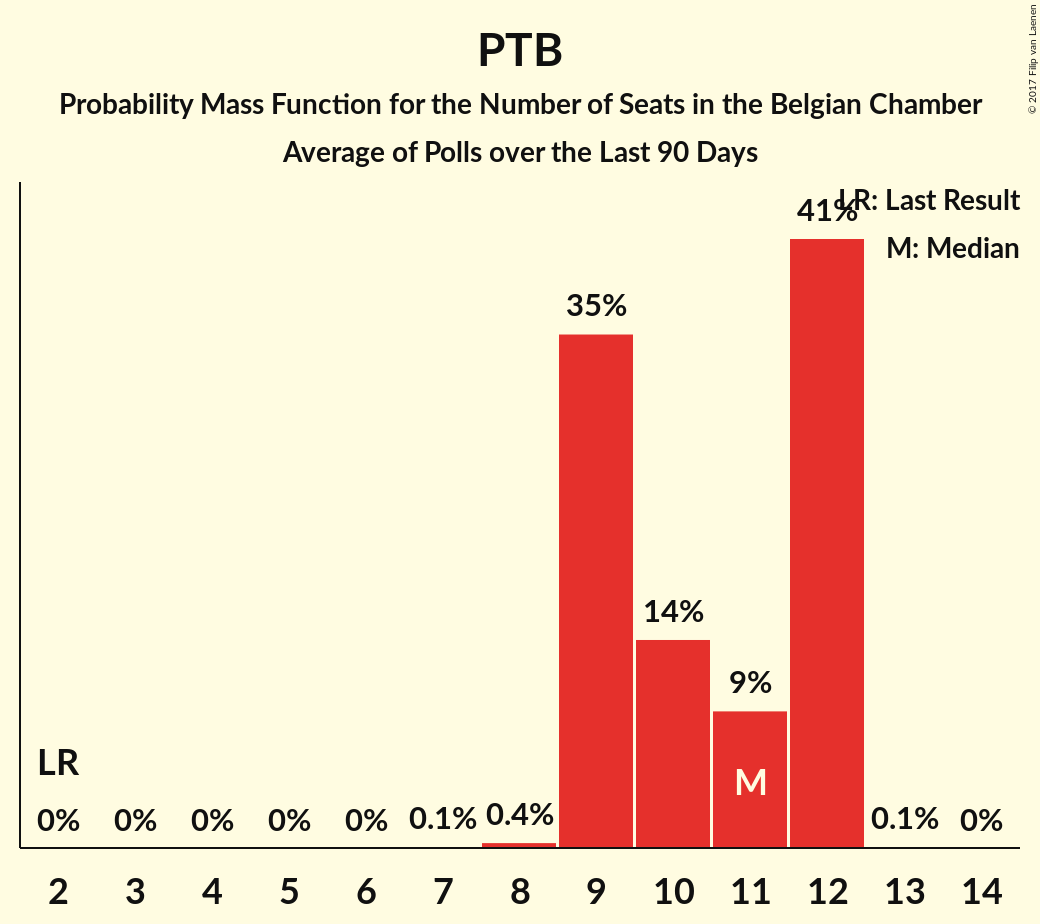 PTB
Probability Mass Function for the Number of Seats in the Belgian Chamber
Average of Polls over the Last 90 Days
© 2017 Filip van Laenen
LR: Last Result
M: Median
41%
35%
14%
9%
LR
M
0% 0% 0% 0% 0% 0.1% 0.4% 0.1% 0%
2 3 4 5 6 7 8 9 10 11 12 13 14